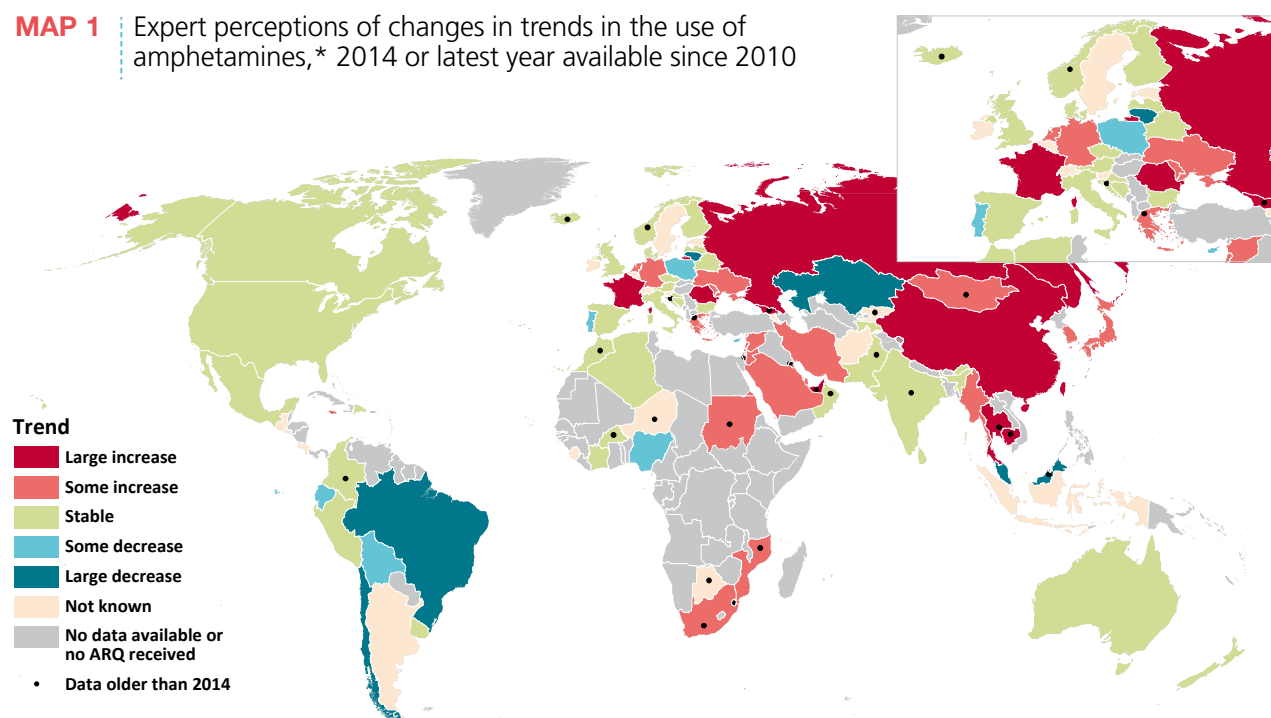 MAP 1
Expert perceptions of changes in trends in the use of
amphetamines,* 2014 or latest year available since 2010
Trend
Large increase
Some increase
Stable
Some decrease
Large decrease
Not known
No data available or
no ARQ received
Data older than 2014